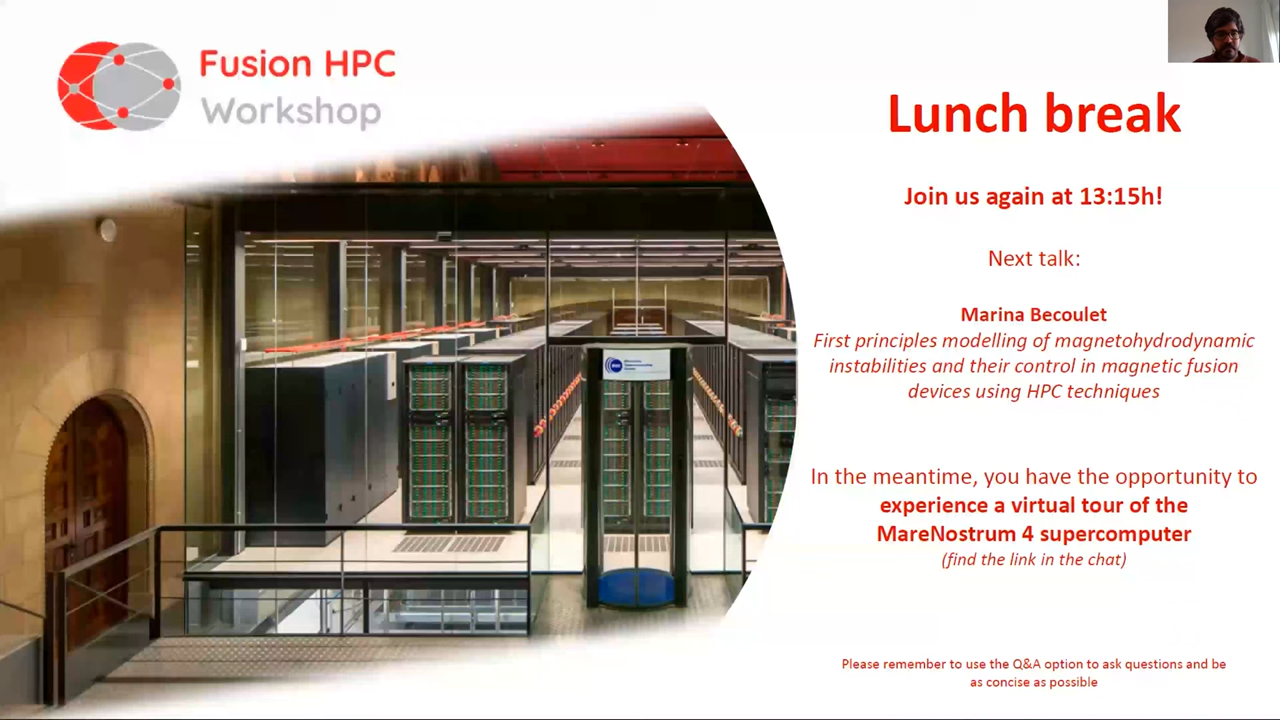 Fusion HPC
Workshop
Lunch break
Join us again at 13:15h!
Next talk:
Marina Becoulet
First principles modelling of magnetohydrodynamic
instabilities and their control in magnetic fusion
devices using HPC techniques
In the meantime, you have the opportunity to
experience a virtual tour of the
MareNostrum 4 supercomputer
(find the link in the chat)
Please remember to use the Q&A option to ask questions and be
as concise as possible